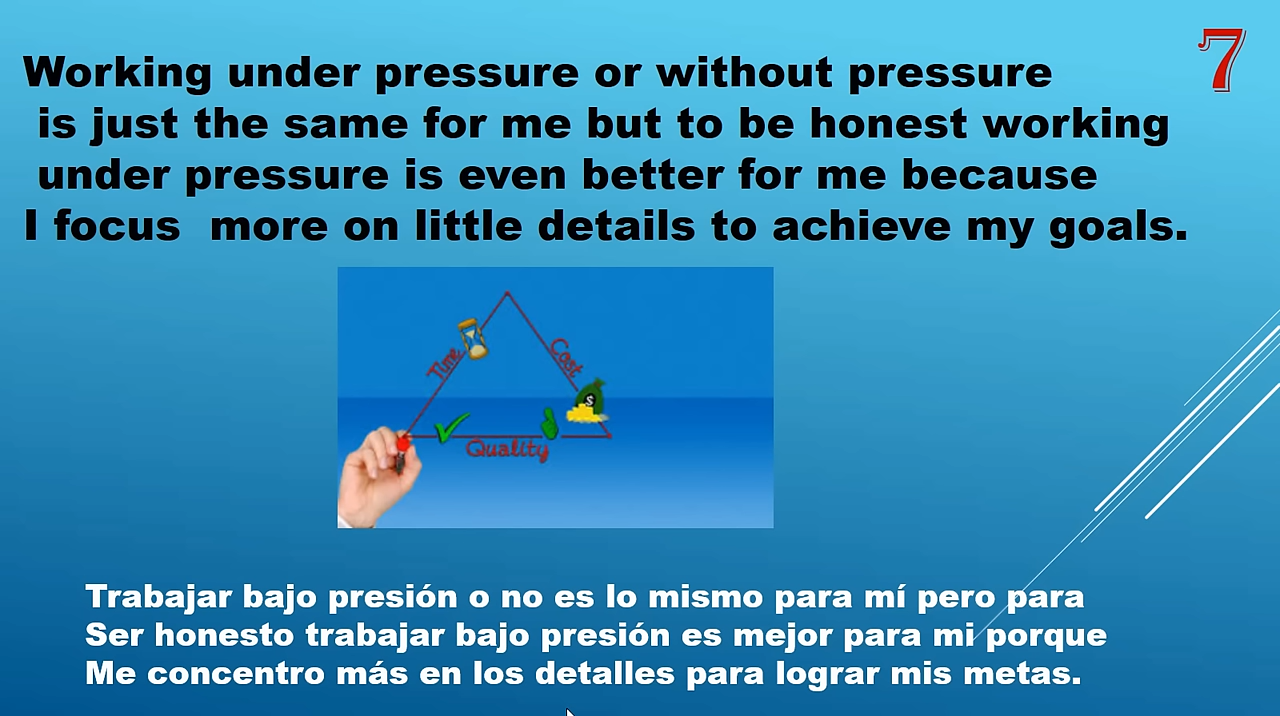 7
Working under pressure or without pressure
is just the same for me but to be honest working
under pressure is even better for me because
I focus more on little details to achieve my goals.
Time
Cost
$
Quality
Trabajar bajo presión o no es lo mismo para mí pero para
Ser honesto trabajar bajo presión es mejor para mi porque
Me concentro más en los detalles para lograr mis metas.